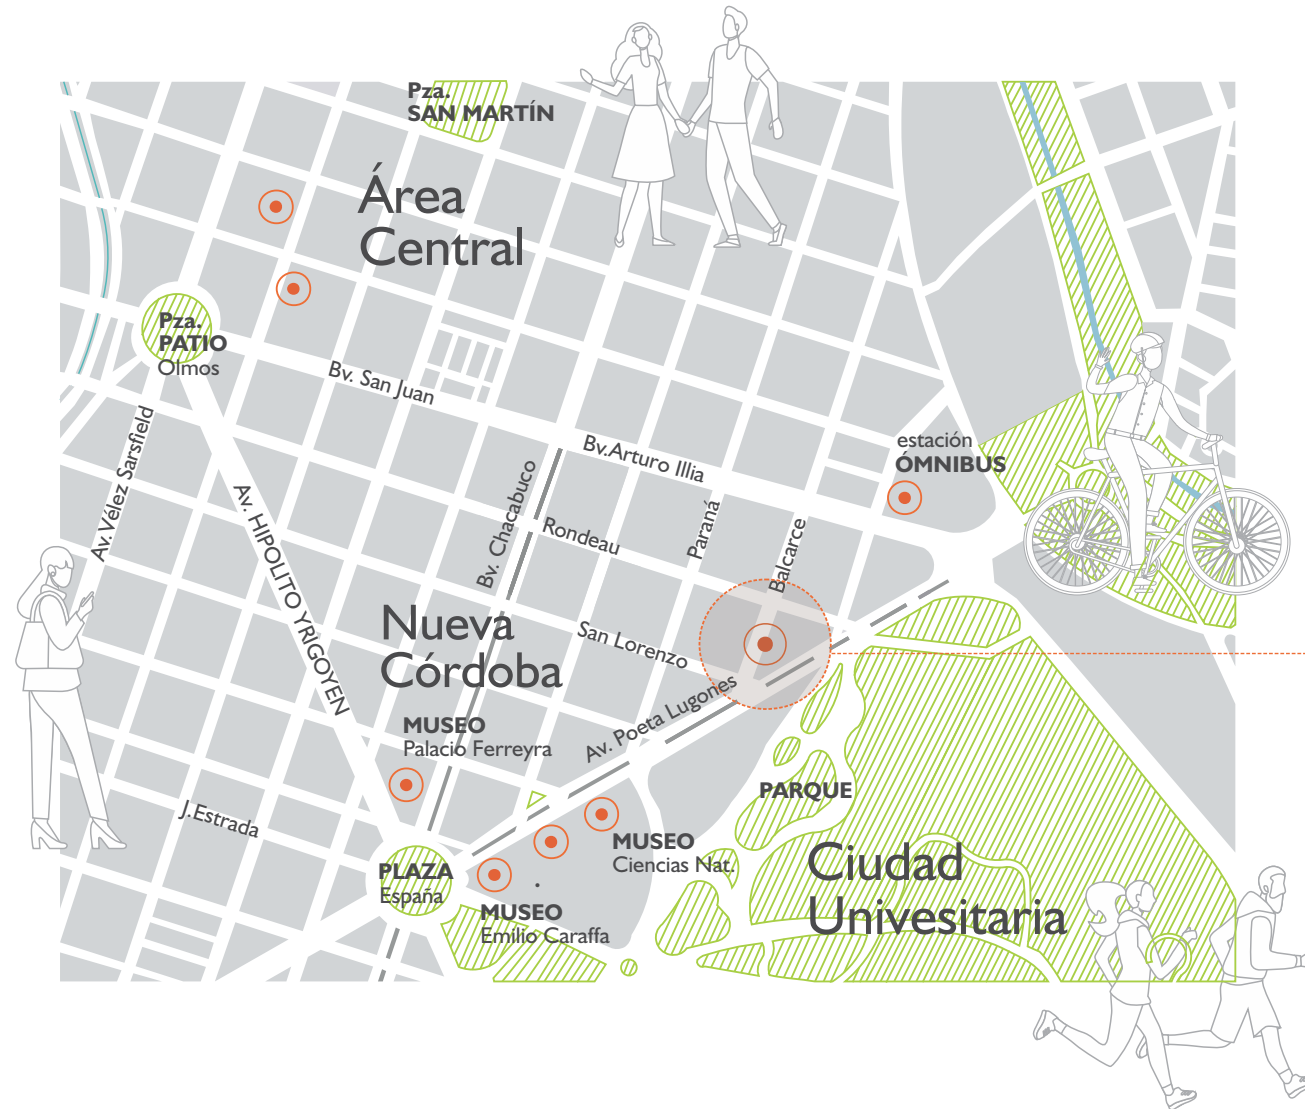 Pza.
SAN MARTÍN
Área
Central
Pza.
PATIO
Olmos
Bv. San Juan
Bv.Arturo Illia
estación
ÓMNIBUS
Av. Vélez Sarsfield
Av. HIPOLITO YRIGOYEN
Bv. Chacabuco
Rondeau
Paraná
Balcarce
Nueva
Córdoba
San Lorenzo
Av. Poeta Lugones
MUSEO
Palacio Ferreyra
J.Estrada
PARQUE
MUSEO
Ciencias Nat.
Ciudad
Univesitaria
PLAZA
España
MUSEO
Emilio Caraffa